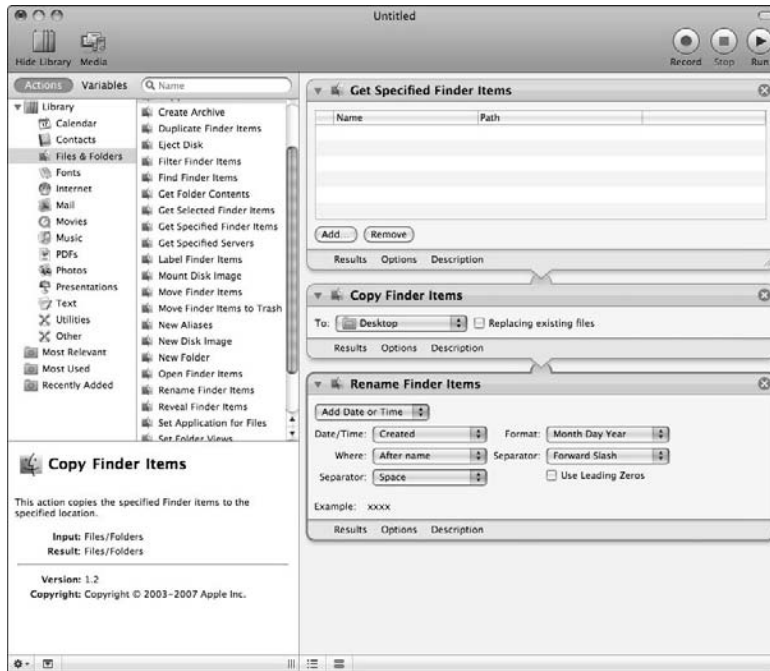 Untitled
Hide Library Media
Record Stop Run
Actions Variables Name
Library
Calendar
Contacts
Files & Folders
Fonts
Internet
Mail
Movies
Music
PDFs
Photos
Presentations
Text
Utilities
Other
Most Relevant
Most Used
Recently Added
Create Archive
Duplicate Finder Items
Eject Disk
Filter Finder Items
Find Finder Items
Get Folder Contents
Get Selected Finder Items
Get Specified Finder Items
Get Specified Servers
Label Finder Items
Mount Disk Image
Move Finder Items
Move Finder Items to Trash
New Aliases
New Disk Image
New Folder
Open Finder Items
Rename Finder Items
Reveal Finder Items
Set Application for Files
Set Folder Views
Copy Finder Items
This action copies the specified Finder items to the
specified location.
Input: Files/Folders
Result: Files/Folders
Version: 1.2
Copyright: Copyright © 2003–2007 Apple Inc.
Get Specified Finder Items
Name Path
Add... Remove
Results Options Description
Copy Finder Items
To: Desktop Replacing existing files
Results Options Description
Rename Finder Items
Add Date or Time
Date/Time: Created Format: Month Day Year
Where: After name Separator: Forward Slash
Separator: Space Use Leading Zeros
Example: xxxx
Results Options Description